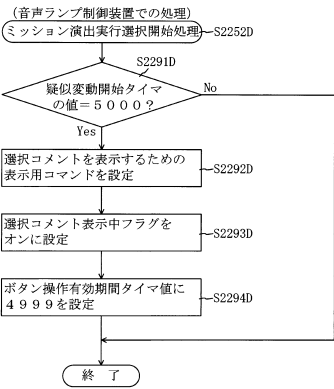 (音声ランプ制御装置での処理)
ミッション演出実行選択開始処理
S2252D
S2291D
疑似変動開始タイマ
の値=5000?
No
Yes
選択コメントを表示するための
表示用コマンドを設定
S2292D
選択コメント表示中フラグを
オンに設定
S2293D
ボタン操作有効期間タイマ値に
4999を設定
S2294D
終 了